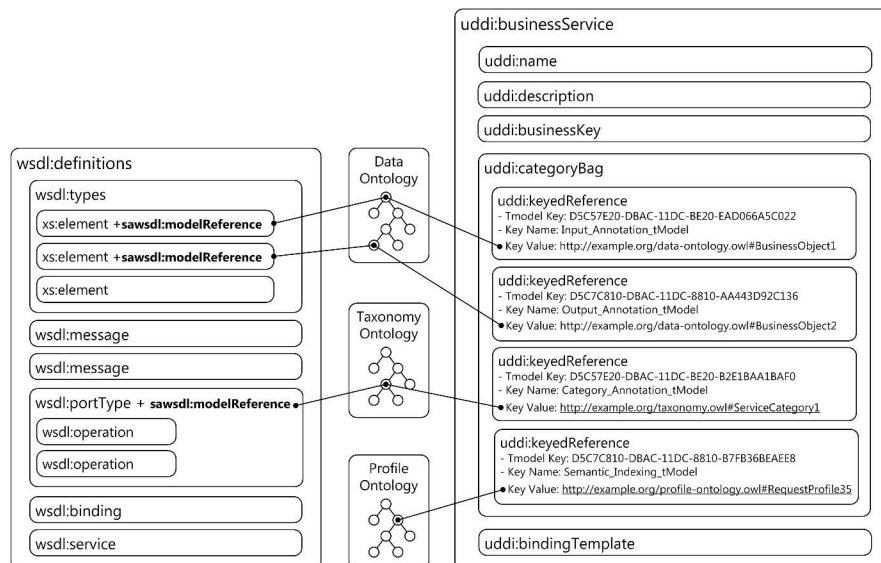 wsdl:definitions
wsdl:types
xs:element +sawsdl:modelReference
xs:element +sawsdl:modelReference
xs:element
wsdl:message
wsdl:message
wsdl:portType + sawsdl:modelReference
wsdl:operation
wsdl:operation
wsdl:binding
wsdl:service
Data
Ontology
Taxonomy
Ontology
Profile
Ontology
uddi:businessService
uddi:name
uddi:description
uddi:businessKey
uddi:categoryBag
uddi:keyedReference
- Tmodel Key: D5C57E20-DBAC-11DC-BE20-EAD066A5C022
- Key Name: Input_Annotation_tModel
Key Value: http://example.org/data-ontology.owl#BusinessObject1
uddi:keyedReference
- Tmodel Key: D5C7C810-DBAC-11DC-8810-AA443D92C136
- Key Name: Output_Annotation_tModel
Key Value: http://example.org/data-ontology.owl#BusinessObject2
uddi:keyedReference
- Tmodel Key: D5C57E20-DBAC-11DC-BE20-B2E1BAA1BAF0
- Key Name: Category_Annotation_tModel
Key Value: http://example.org/taxonomy.owl#ServiceCategory1
uddi:keyedReference
- Tmodel Key: D5C7C810-DBAC-11DC-8810-B7FB36BEAEE8
- Key Name: Semantic_Indexing_tModel
Key Value: http://example.org/profile-ontology.owl#RequestProfile35
uddi:bindingTemplate